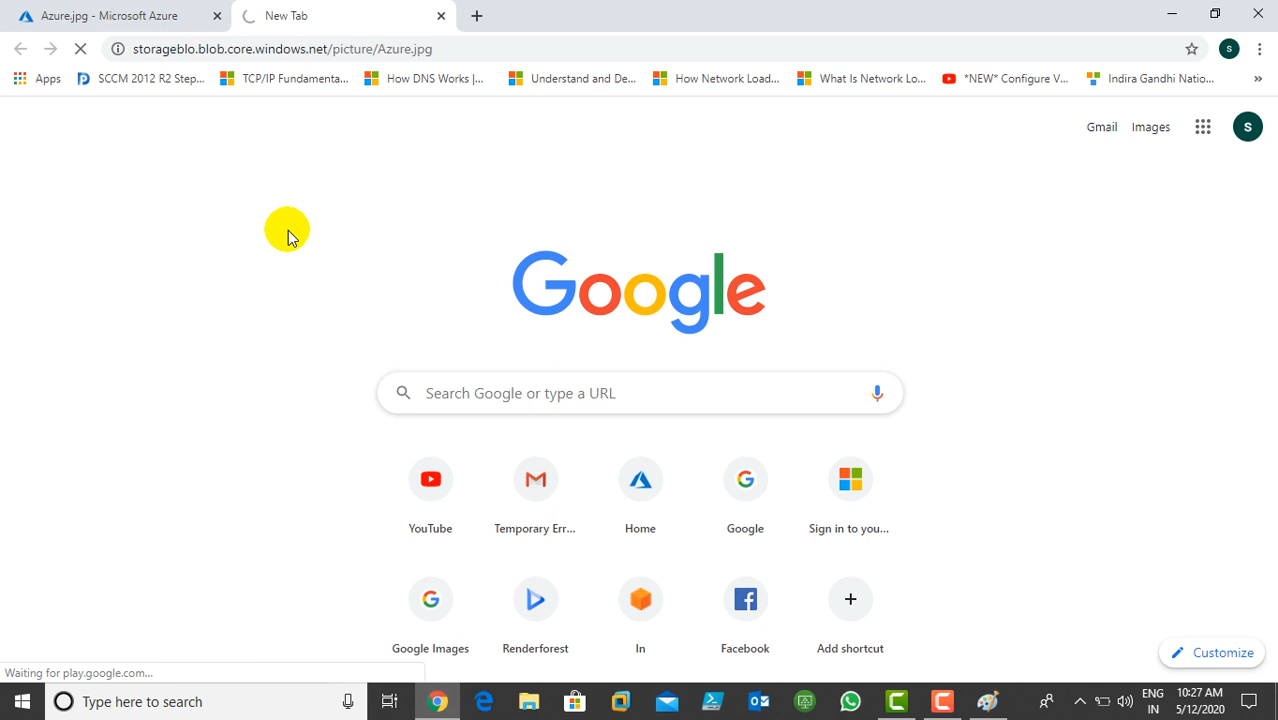 Azure.jpg - Microsoft Azure
New Tab
storageblo.blob.core.windows.net/picture/Azure.jpg
s
Apps
SCCM 2012 R2 Step...
TCP/IP Fundamenta...
How DNS Works |...
Understand and De...
How Network Load...
What Is Network Lo...
*NEW* Configure V...
Indira Gandhi Natio...
»
Gmail
Images
s
Google
Search Google or type a URL
YouTube
Temporary Err...
Home
Google
Sign in to you...
Google Images
Renderforest
In
Facebook
Add shortcut
Customize
Waiting for play.google.com...
Type here to search
ENG
IN
10:27 AM
5/12/2020